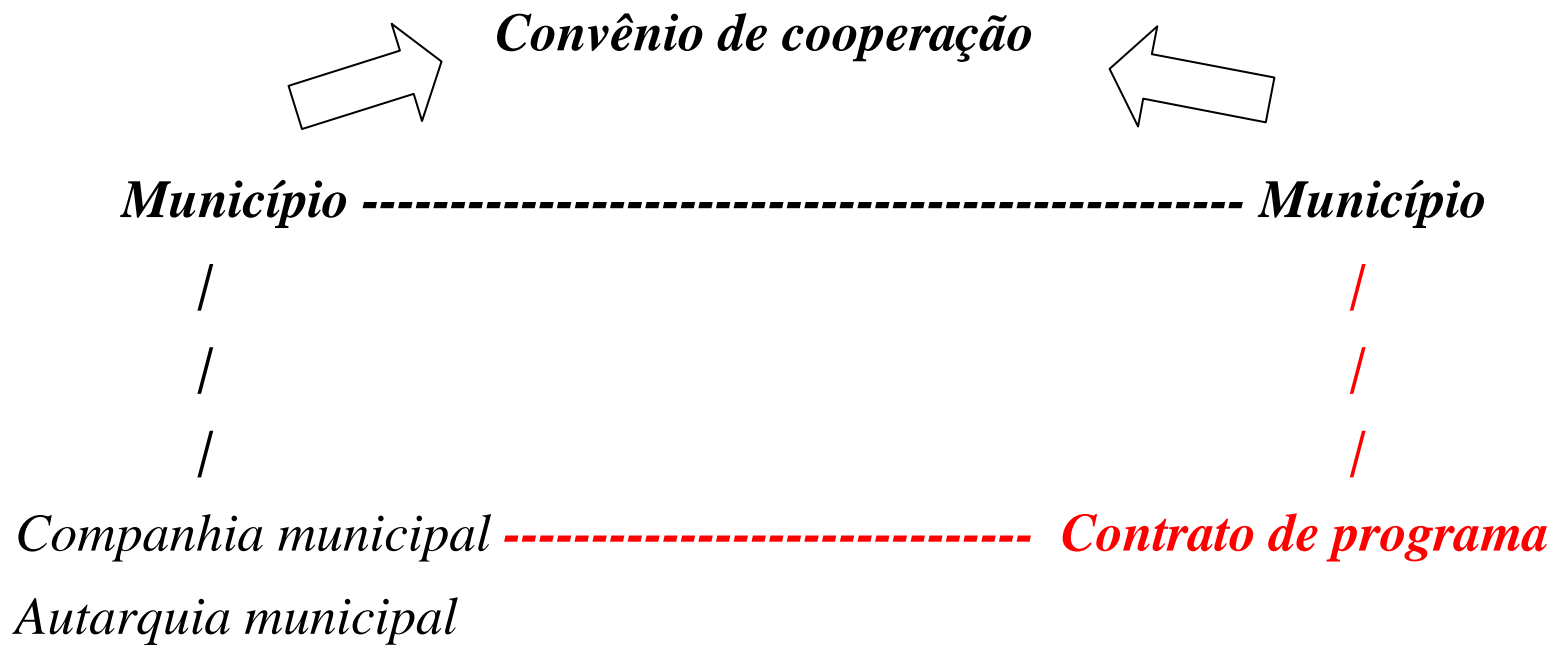 Convênio de cooperação
Município ------------------------------------------------- Município
/ /
/ /
/ /
Companhia municipal ------------------------------ Contrato de programa
Autarquia municipal